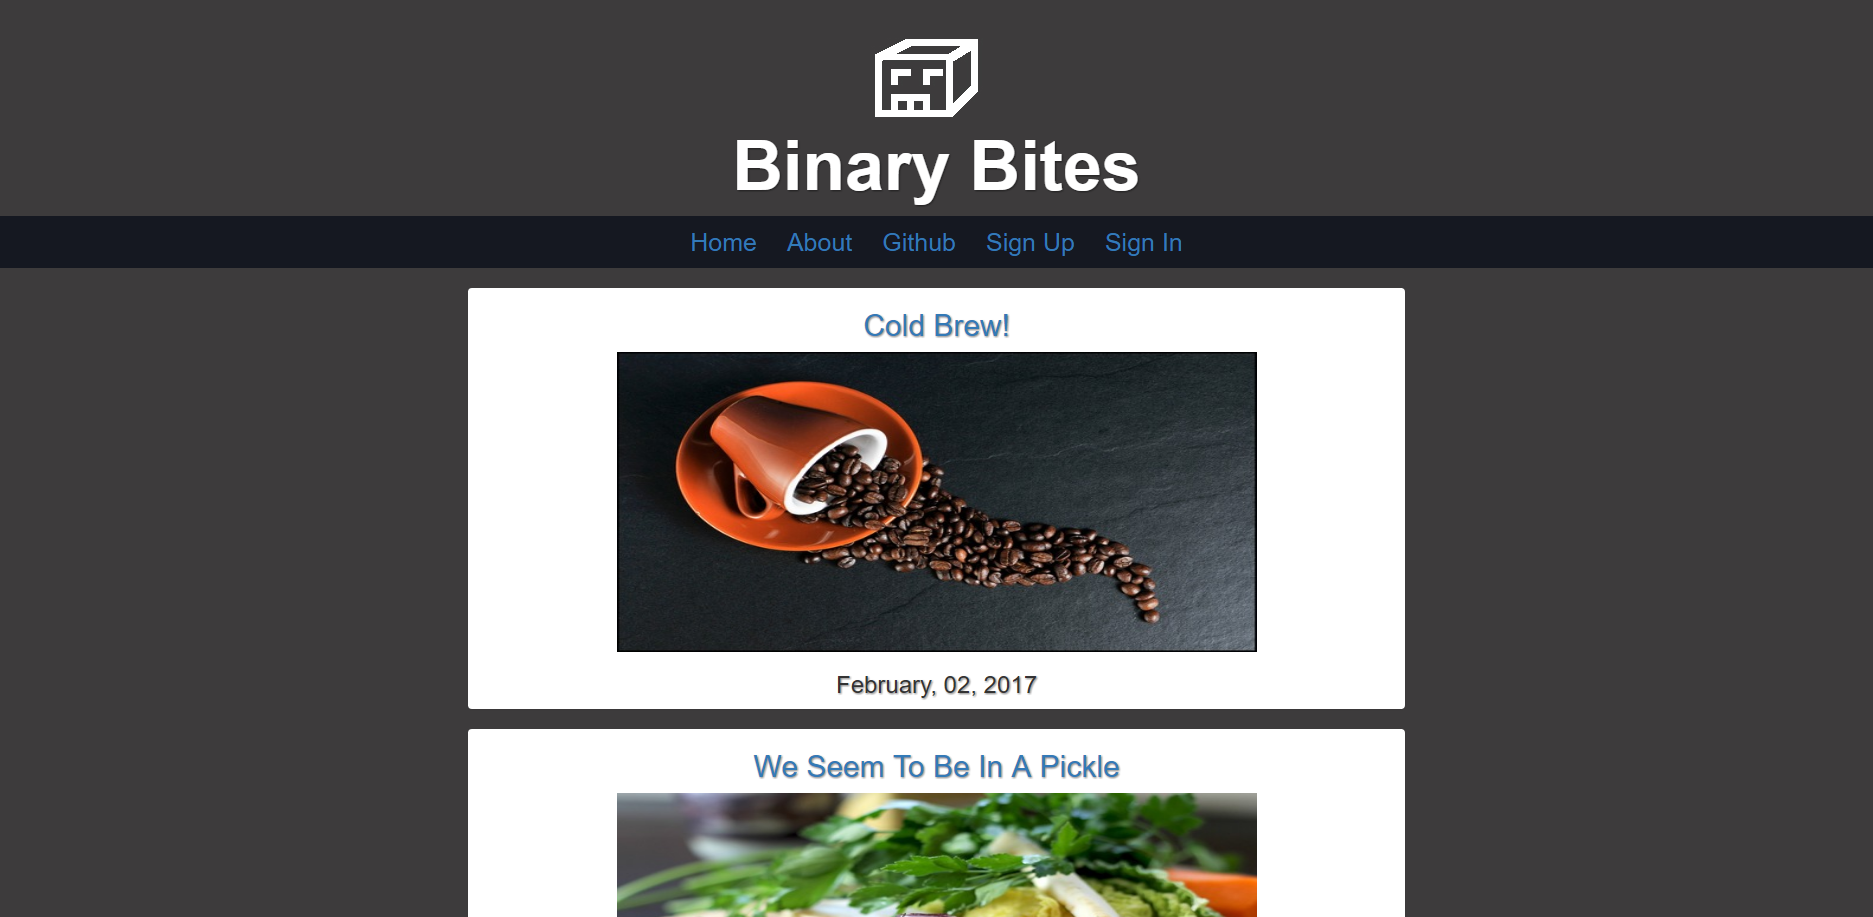 Binary Bites
Home About Github Sign Up Sign In
Cold Brew!
February, 02, 2017
We Seem To Be In A Pickle